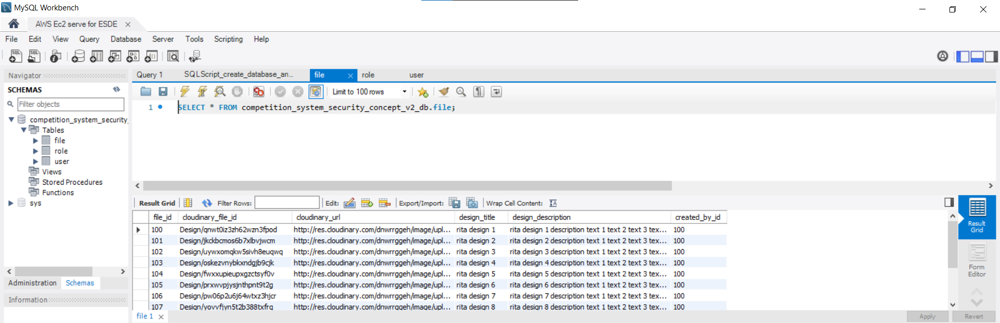 MySQL Workbench
AWS Ec2 serve for ESDE
File Edit View Query Database Server Tools Scripting Help
Navigator
SCHEMAS
Filter objects
competition_system_security_
Tables
file
role
user
Views
Stored Procedures
Functions
sys
Administration Schemas
Information
Query 1 SQLScript_create_database_an... file role user
Limit to 100 rows
1 SELECT * FROM competition_system_security_concept_v2_db.file;
Result Grid Filter Rows: Edit: Export/Import: Wrap Cell Content:
file_id cloudinary_file_id cloudinary_url design_title design_description created_by_id
100 Design/qnwt0iz3zh62wzn3fpod http://res.cloudinary.com/dnwrrggeh/image/upl... rita design 1 rita design 1 description text 1 text 2 text 3 tex... 100
101 Design/jkckbcmos6b7xlbvjwcm http://res.cloudinary.com/dnwrrggeh/image/upl... rita design 2 rita design 2 description text 1 text 2 text 3 tex... 100
102 Design/uywxomqkw5sivh8euqwq http://res.cloudinary.com/dnwrrggeh/image/upl... rita design 3 rita design 3 description text 1 text 2 text 3 tex... 100
103 Design/oskezvnybkxndgjb9cjk http://res.cloudinary.com/dnwrrggeh/image/upl... rita design 4 rita design 4 description text 1 text 2 text 3 tex... 100
104 Design/fwxxupieupxgzctsyf0v http://res.cloudinary.com/dnwrrggeh/image/upl... rita design 5 rita design 5 description text 1 text 2 text 3 tex... 100
105 Design/prxwvpjysjnthpnt9t2g http://res.cloudinary.com/dnwrrggeh/image/upl... rita design 6 rita design 6 description text 1 text 2 text 3 tex... 100
106 Design/pw06p2u6j64wtxz3hjcr http://res.cloudinary.com/dnwrrggeh/image/upl... rita design 7 rita design 7 description text 1 text 2 text 3 tex... 100
107 Design/yovvfjyn5t2b388txfrq http://res.cloudinary.com/dnwrrggeh/image/upl... rita design 8 rita design 8 description text 1 text 2 text 3 tex... 100
Result
Grid
Form
Editor
file 1
Apply Revert